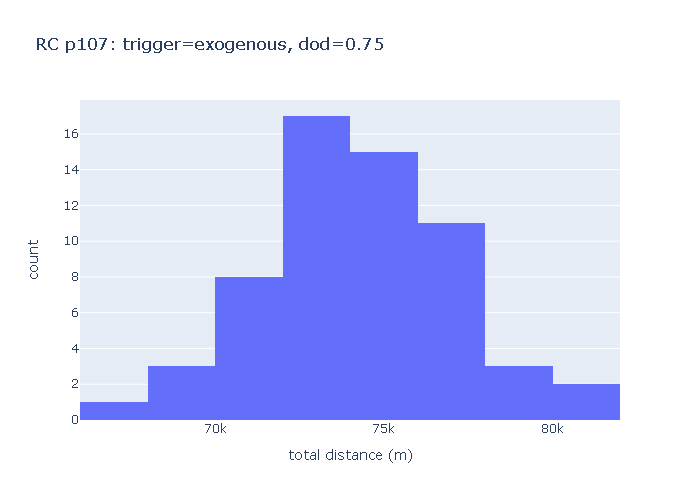 RC p107: trigger=exogenous, dod=0.75
count
16
14
12
10
8
6
4
2
0
70k
75k
80k
total distance (m)